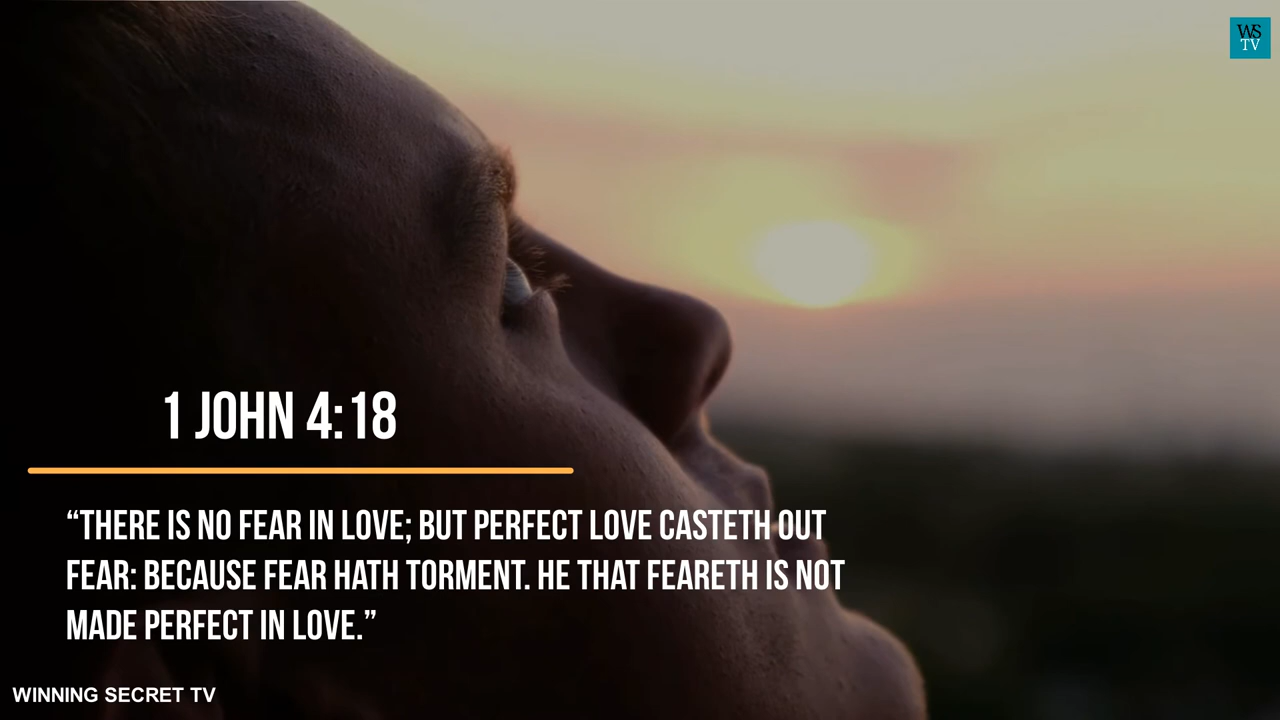 WS
TV
1 JOHN 4:18
“THERE IS NO FEAR IN LOVE; BUT PERFECT LOVE CASTETH OUT
FEAR: BECAUSE FEAR HATH TORMENT. HE THAT FEARETH IS NOT
MADE PERFECT IN LOVE.”
WINNING SECRET TV